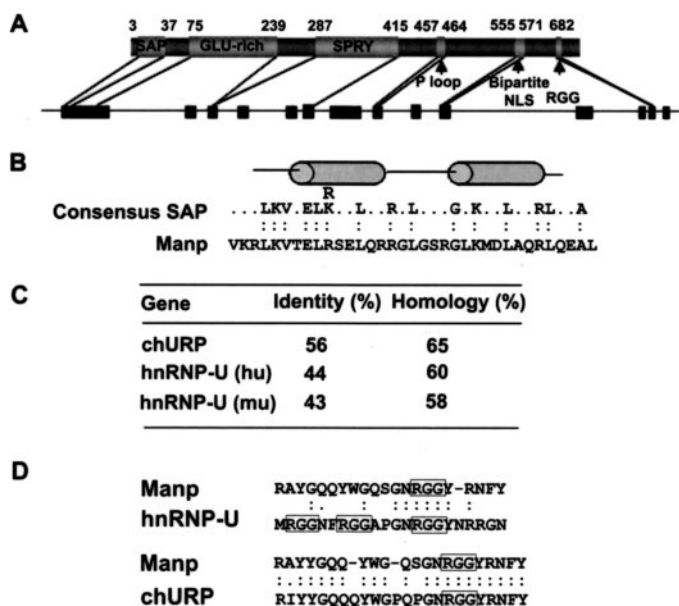 A
3 37 75 239 287 415 457 464 555 571 682
SAP GLU-rich SPRY
P loop Bipartite NLS RGG
B
R
Consensus SAP ...LKV.ELK..L..R.L...G.K..L..RL..A
Manp VKRLKVTELRSELQRRGLGSRGLKMDLAQRLQEAL
C
Gene Identity (%) Homology (%)
chURP 56 65
hnRNP-U (hu) 44 60
hnRNP-U (mu) 43 58
D
Manp RAYGQQYWGQSGNRGGY-RNFY
hnRNP-U MRGGNFRGGAPGNRGGYNRRGN
Manp RAYYGQQ-YWG-QSGNRGGYRNFY
chURP RIYYGQQQYWGPQPGNRGGYRNFY